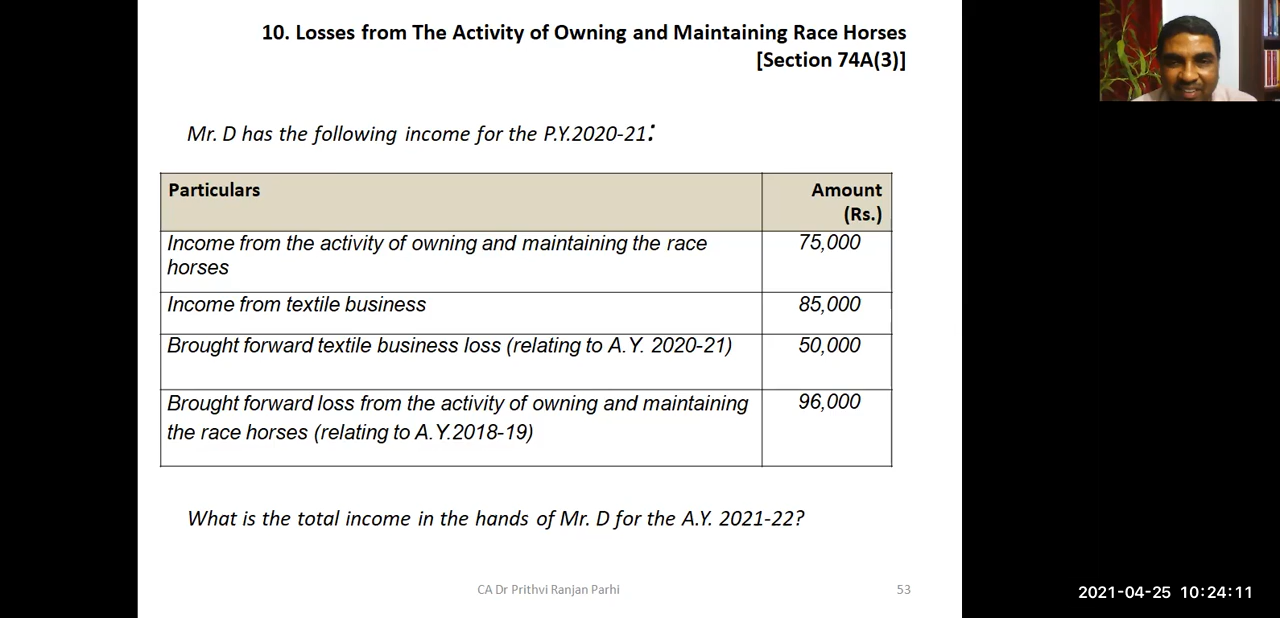 10. Losses from The Activity of Owning and Maintaining Race Horses
[Section 74A(3)]
Mr. D has the following income for the P.Y.2020-21:
Particulars
Amount
(Rs.)
Income from the activity of owning and maintaining the race
horses
75,000
Income from textile business
85,000
Brought forward textile business loss (relating to A.Y. 2020-21)
50,000
Brought forward loss from the activity of owning and maintaining
the race horses (relating to A.Y.2018-19)
96,000
What is the total income in the hands of Mr. D for the A.Y. 2021-22?
CA Dr Prithvi Ranjan Parhi
53
2021-04-25 10:24:11